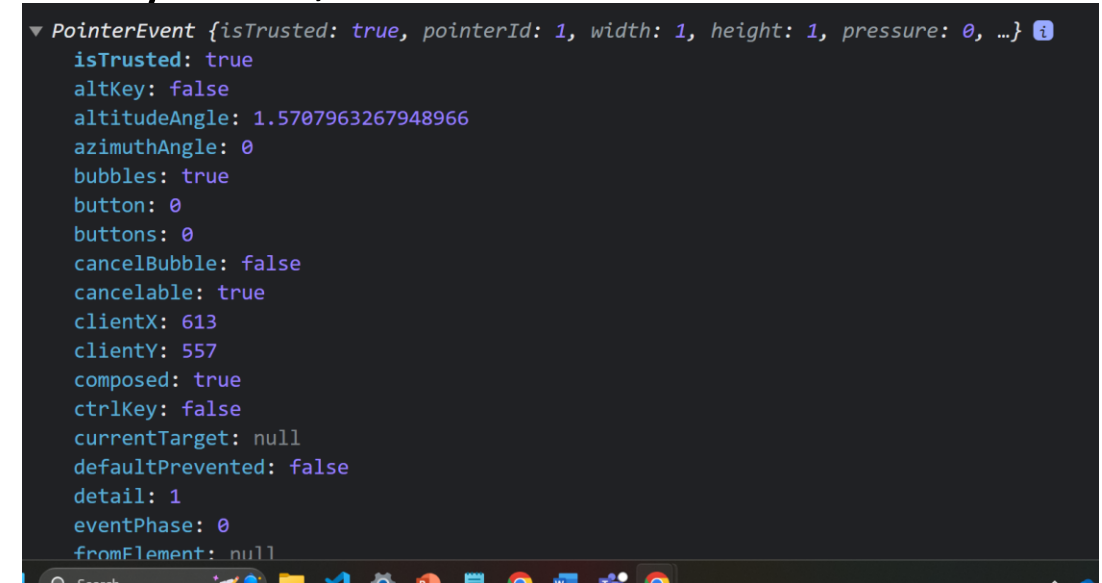 ▼ PointerEvent {isTrusted: true, pointerId: 1, width: 1, height: 1, pressure: 0, …} i
isTrusted: true
altKey: false
altitudeAngle: 1.5707963267948966
azimuthAngle: 0
bubbles: true
button: 0
buttons: 0
cancelBubble: false
cancelable: true
clientX: 613
clientY: 557
composed: true
ctrlKey: false
currentTarget: null
defaultPrevented: false
detail: 1
eventPhase: 0
fromElement: null
Search